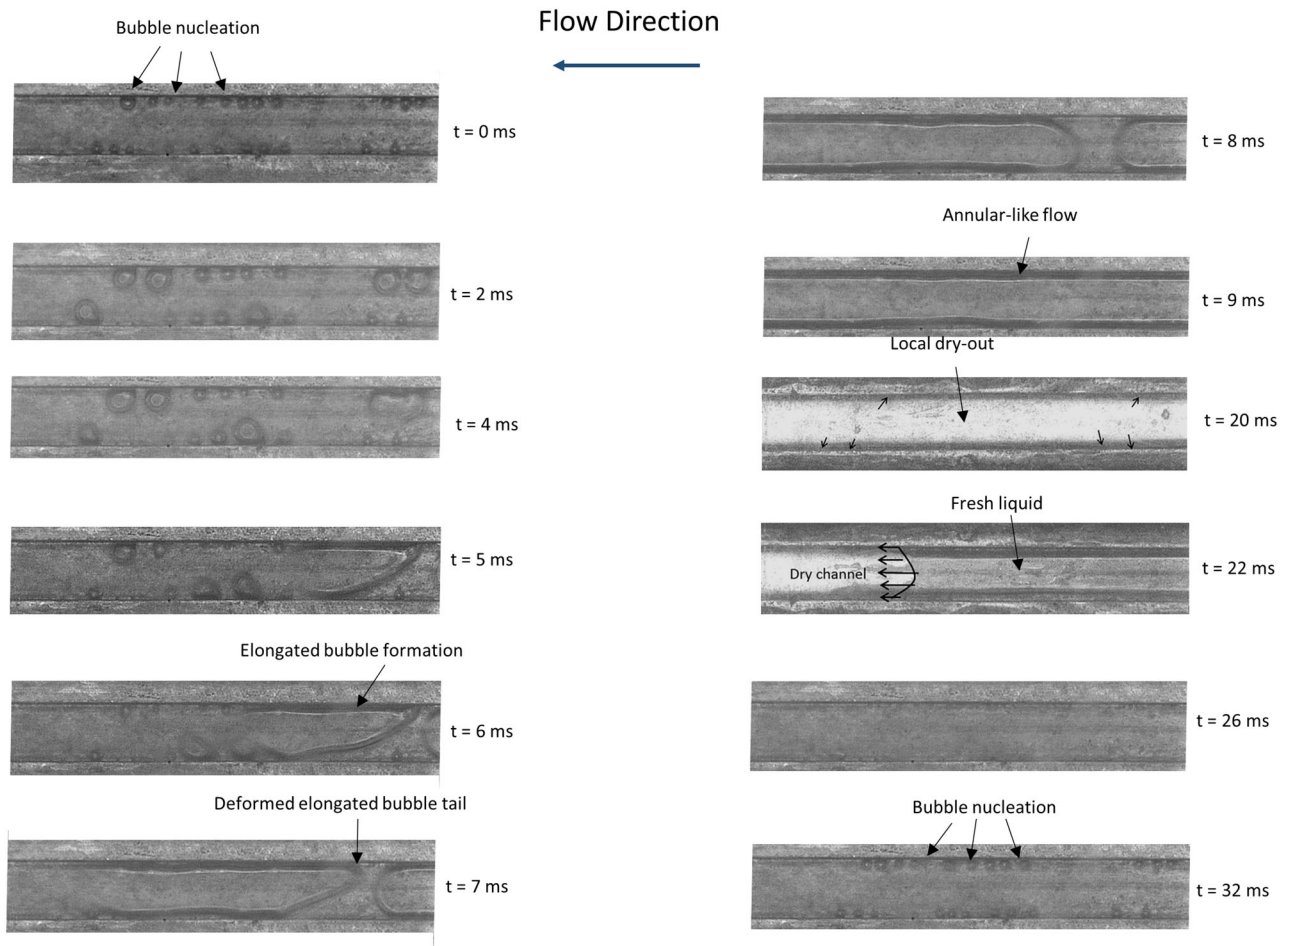 Flow Direction
Bubble nucleation
t = 0 ms
t = 2 ms
t = 4 ms
t = 5 ms
Elongated bubble formation
t = 6 ms
Deformed elongated bubble tail
t = 7 ms
t = 8 ms
Annular-like flow
t = 9 ms
Local dry-out
t = 20 ms
Fresh liquid
Dry channel
t = 22 ms
t = 26 ms
Bubble nucleation
t = 32 ms